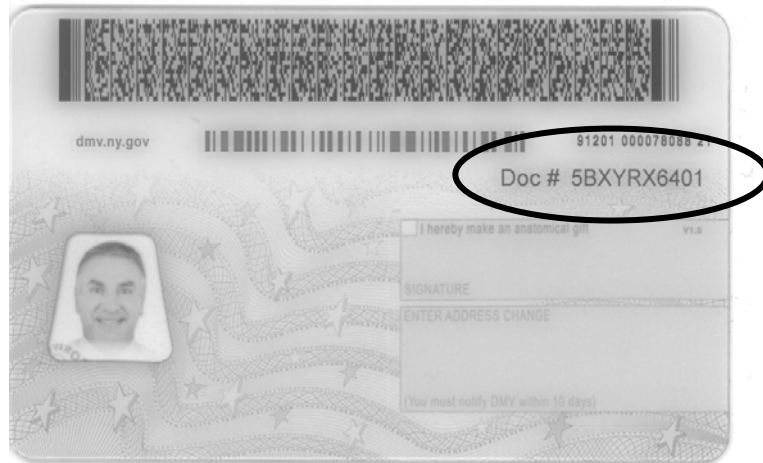 dmv.ny.gov
91201 000078088 21
Doc # 5BXYRX6401
I hereby make an anatomical gift
V1.0
SIGNATURE
ENTER ADDRESS CHANGE
(You must notify DMV within 10 days)